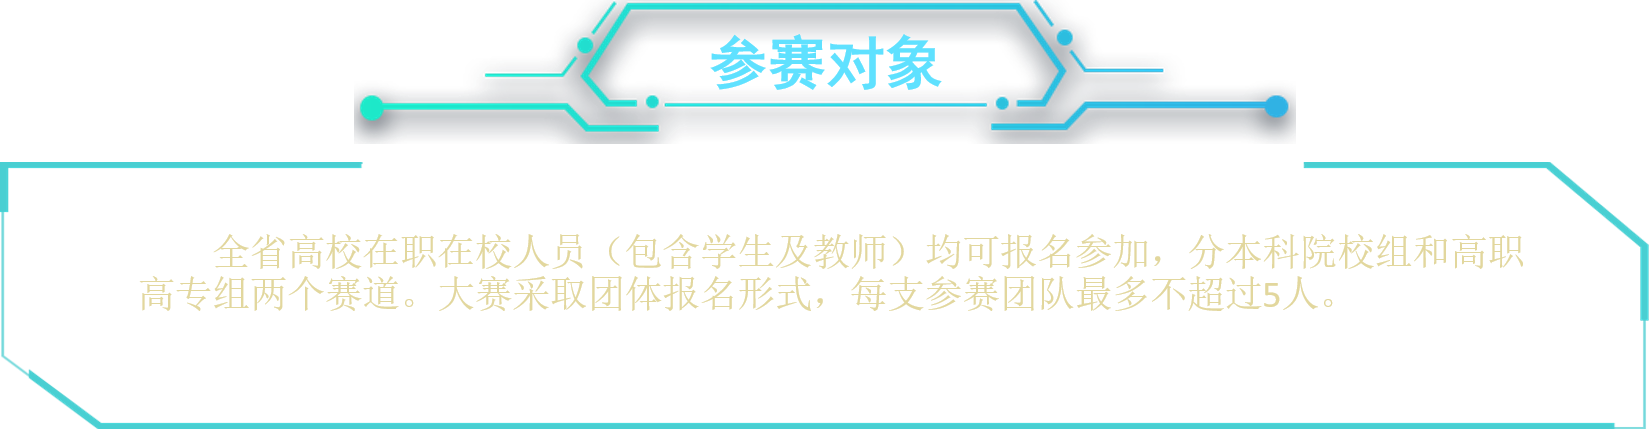 参赛对象
全省高校在职在校人员（包含学生及教师）均可报名参加，分本科院校组和高职
高专组两个赛道。大赛采取团体报名形式，每支参赛团队最多不超过5人。